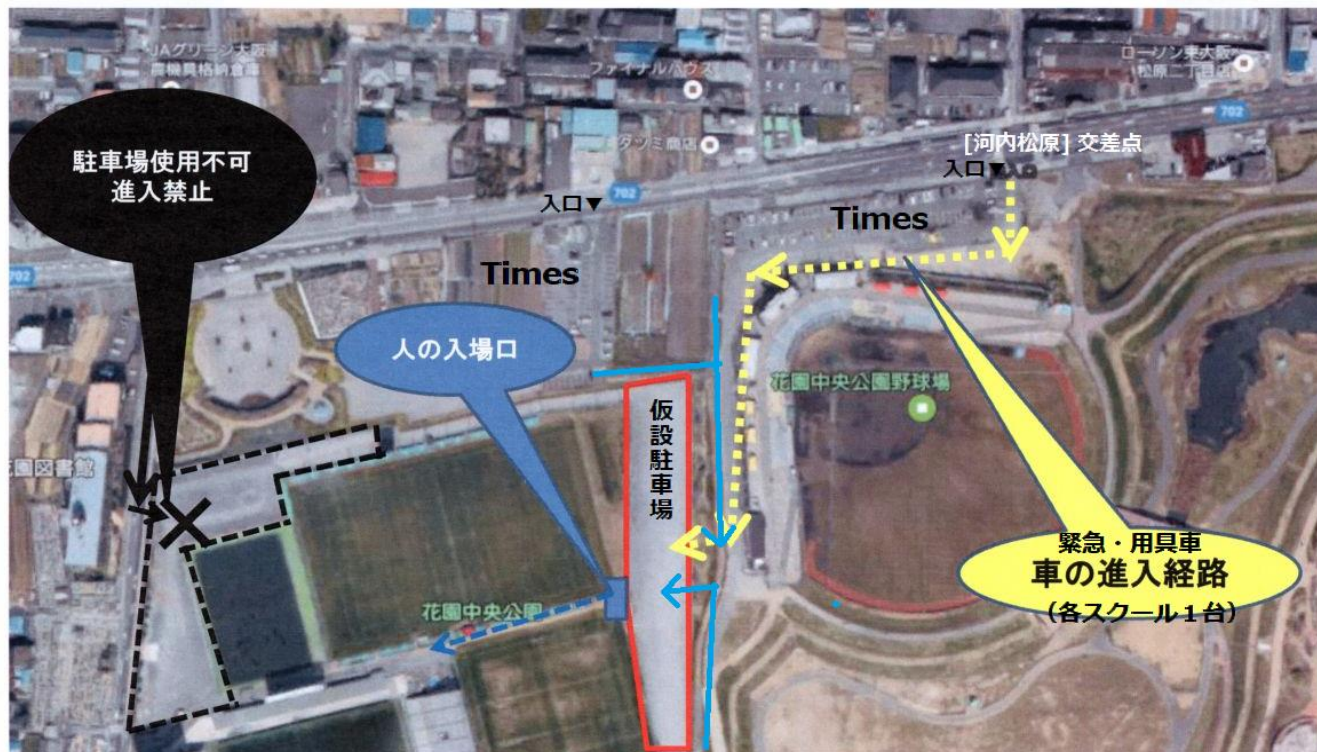 JAグリーン大阪
農機具格納倉庫
ファイナルハウス
ローソン東大阪
松原二丁目店
702
駐車場使用不可
進入禁止
タツミ商店
[河内松原] 交差点
入口▼
702
入口▼
Times
702
Times
人の入場口
花園中央公園野球場
仮設駐車場
花園図書館
緊急・用具車
車の進入経路
(各スクール1台)
花園中央公園